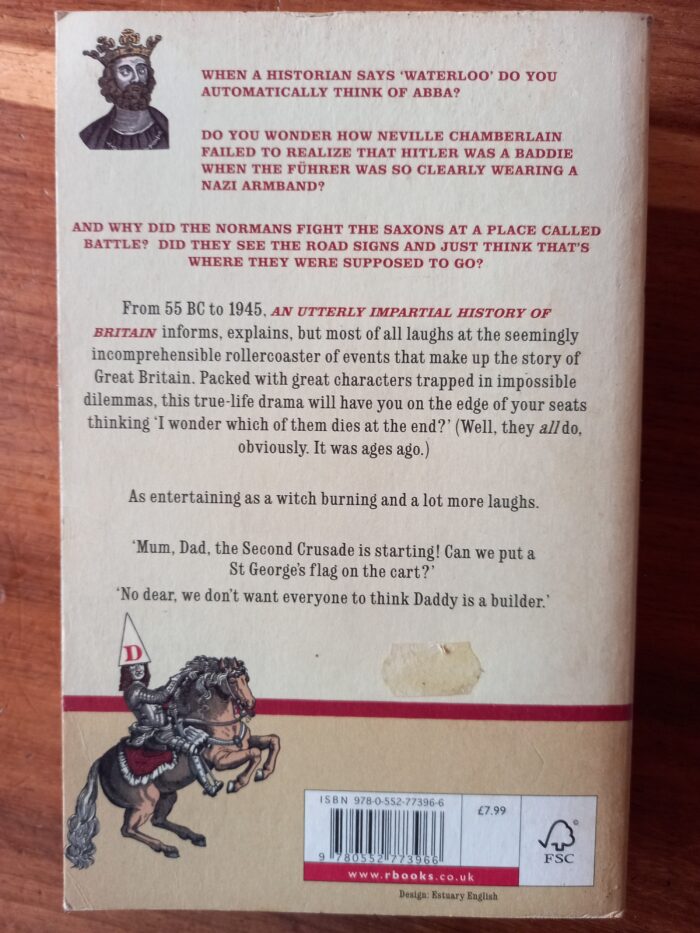 WHEN A HISTORIAN SAYS ‘WATERLOO’ DO YOU
AUTOMATICALLY THINK OF ABBA?
DO YOU WONDER HOW NEVILLE CHAMBERLAIN
FAILED TO REALIZE THAT HITLER WAS A BADDIE
WHEN THE FÜHRER WAS SO CLEARLY WEARING A
NAZI ARMBAND?
AND WHY DID THE NORMANS FIGHT THE SAXONS AT A PLACE CALLED
BATTLE? DID THEY SEE THE ROAD SIGNS AND JUST THINK THAT’S
WHERE THEY WERE SUPPOSED TO GO?
From 55 BC to 1945, AN UTTERLY IMPARTIAL HISTORY OF
BRITAIN informs, explains, but most of all laughs at the seemingly
incomprehensible rollercoaster of events that make up the story of
Great Britain. Packed with great characters trapped in impossible
dilemmas, this true-life drama will have you on the edge of your seats
thinking ‘I wonder which of them dies at the end?’ (Well, they all do,
obviously. It was ages ago.)
As entertaining as a witch burning and a lot more laughs.
‘Mum, Dad, the Second Crusade is starting! Can we put a
St George’s flag on the cart?’
‘No dear, we don’t want everyone to think Daddy is a builder.’
D
ISBN 978-0-552-77396-6
£7.99
9 780552 773966
FSC
www.rbooks.co.uk
Design: Estuary English